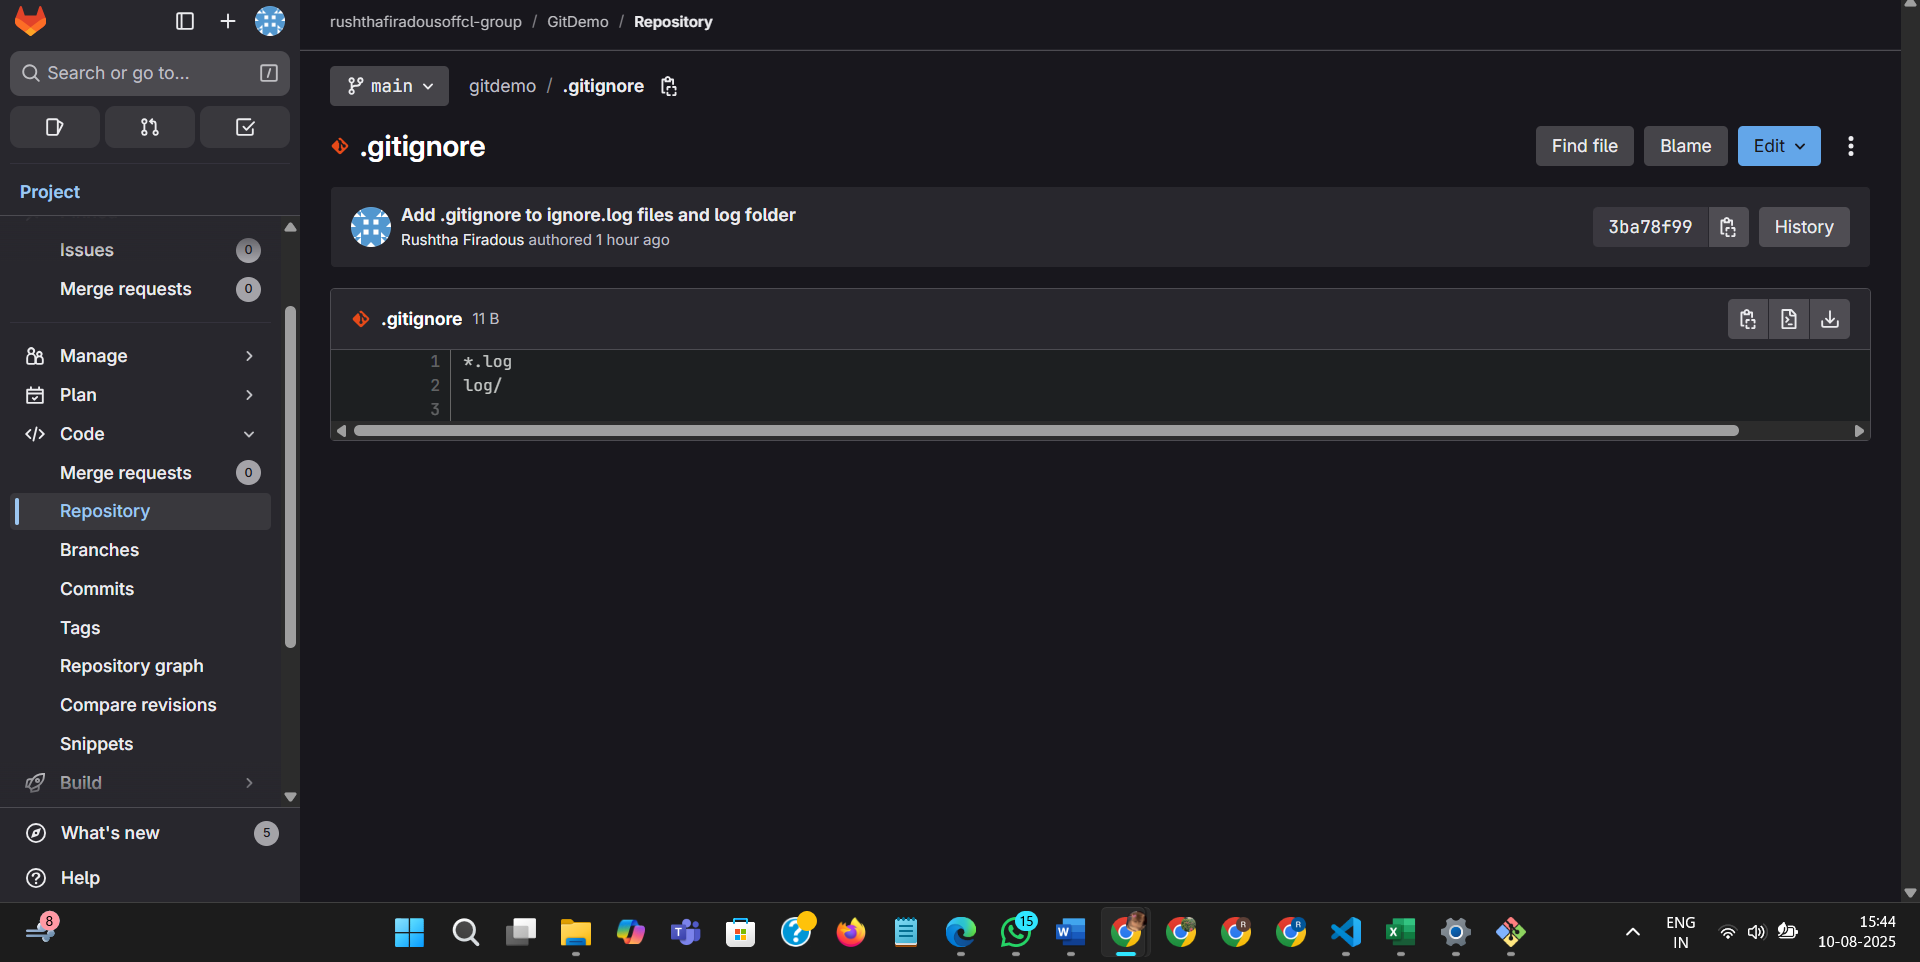 rushthafiradousoffcl-group / GitDemo / Repository
Search or go to... /
main gitdemo / .gitignore
.gitignore
Find file Blame Edit
Project
Add .gitignore to ignore.log files and log folder
Rushtha Firadous authored 1 hour ago
3ba78f99 History
Issues 0
Merge requests 0
.gitignore 11 B
1 *.log
2 log/
3
Manage
Plan
Code
Merge requests 0
Repository
Branches
Commits
Tags
Repository graph
Compare revisions
Snippets
Build
What's new 5
Help
8
15
R
R
ENG
IN
15:44
10-08-2025